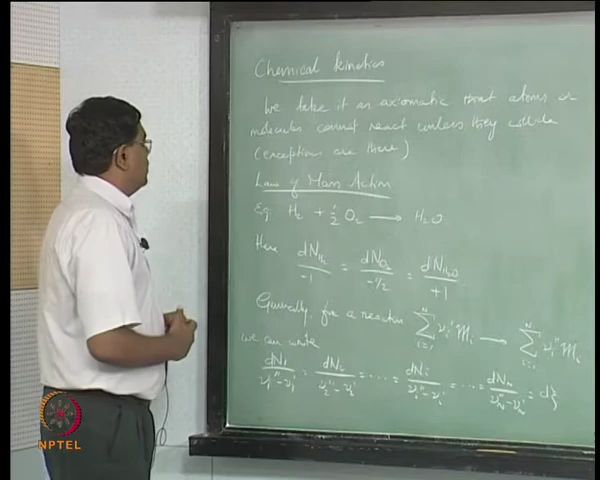 Chemical kinetics
We take it as axiomatic that atoms or
molecules cannot react unless they collide
(exceptions are there)
Law of Mass Action
Eg H₂ + ½ O₂ ⟶ H₂O
Here dN_H₂/-1 = dN_O₂/-1/2 = dN_H₂O/+1
Generally, for a reaction ∑_{i=1}^{N} ν_i' M_i ⟶ ∑_{i=1}^{N} ν_i'' M_i
we can write
dN₁/ν₁''-ν₁' = dN₂/ν₂''-ν₂' = ---- = dN_i/ν_i''-ν_i' = ---- = dN_N/ν_N''-ν_N' = dξ
NPTEL